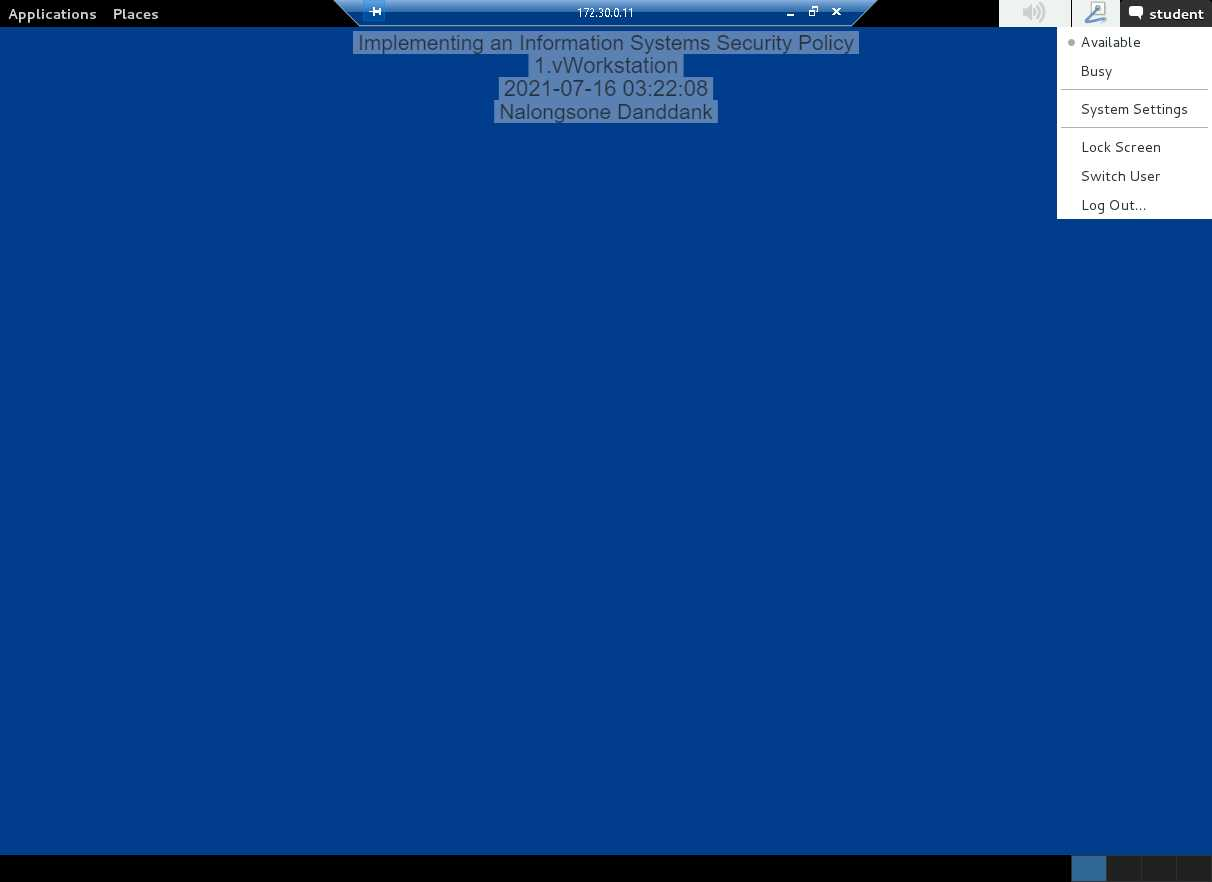 Applications Places 172.30.0.11 student
Implementing an Information Systems Security Policy
1.vWorkstation
2021-07-16 03:22:08
Nalongsone Danddank
Available
Busy
System Settings
Lock Screen
Switch User
Log Out...